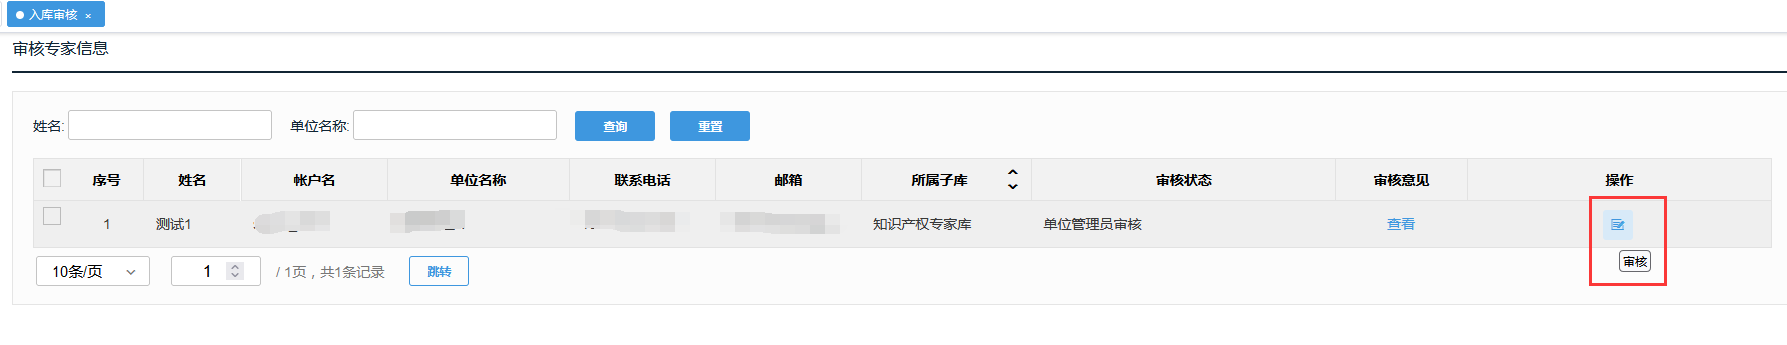 入库审核 ×
审核专家信息
姓名: 单位名称: 查询 重置
序号 姓名 帐户名 单位名称 联系电话 邮箱 所属子库 审核状态 审核意见 操作
1 测试1 知识产权专家库 单位管理员审核 查看
审核
10条/页 1 / 1页，共1条记录 跳转